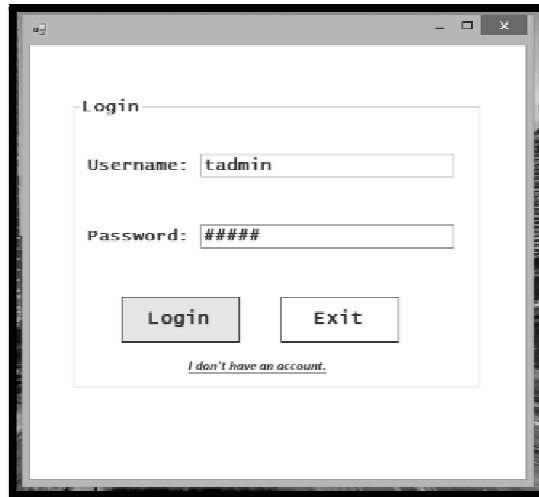 Login
Username: tadmin
Password: #####
Login Exit
I don't have an account.